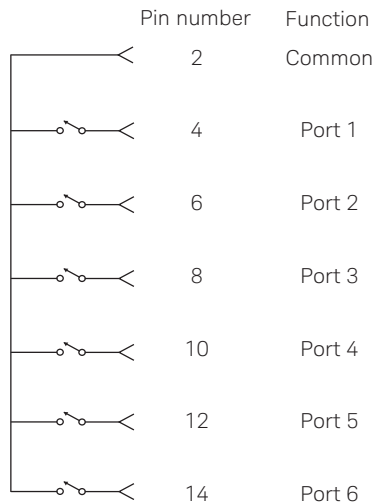 Pin number Function
2 Common
4 Port 1
6 Port 2
8 Port 3
10 Port 4
12 Port 5
14 Port 6